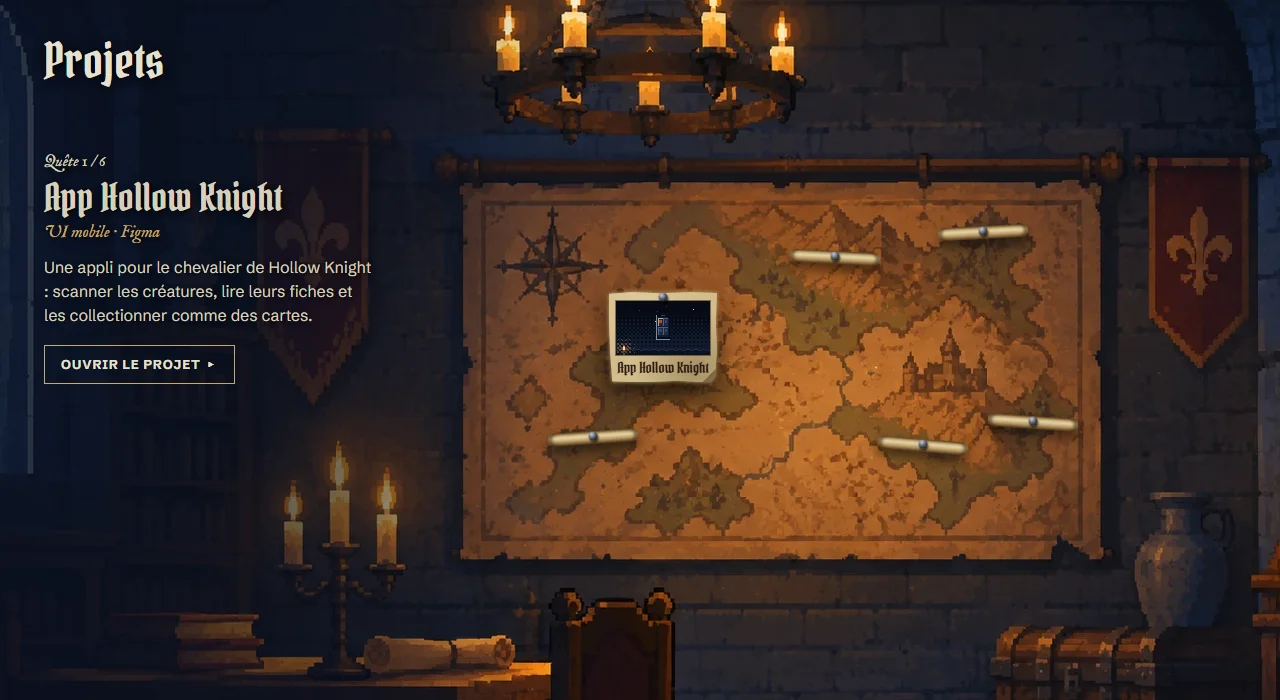 Projets
Quête 1 / 6
App Hollow Knight
UI mobile · Figma
Une appli pour le chevalier de Hollow Knight
: scanner les créatures, lire leurs fiches et
les collectionner comme des cartes.
OUVRIR LE PROJET ▸
App Hollow Knight